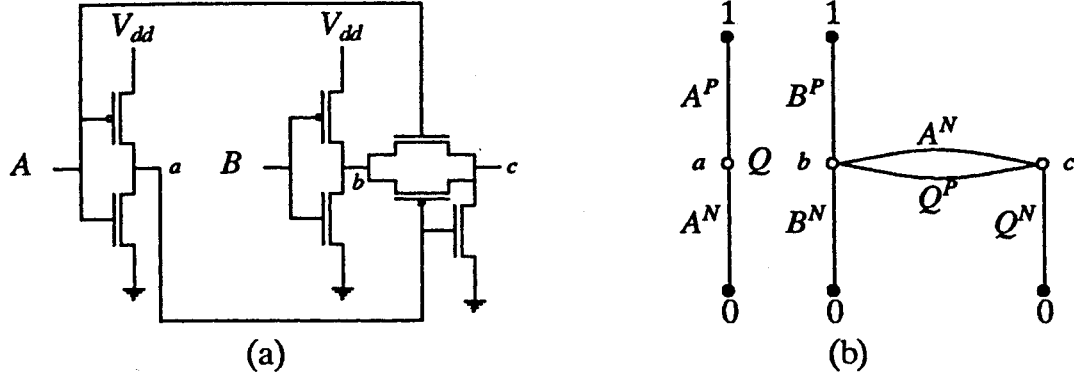 V_dd V_dd
A a B b c
(a)
1 1
A^P B^P
A^N
a Q b c
Q^P
A^N B^N Q^N
0 0 0
(b)